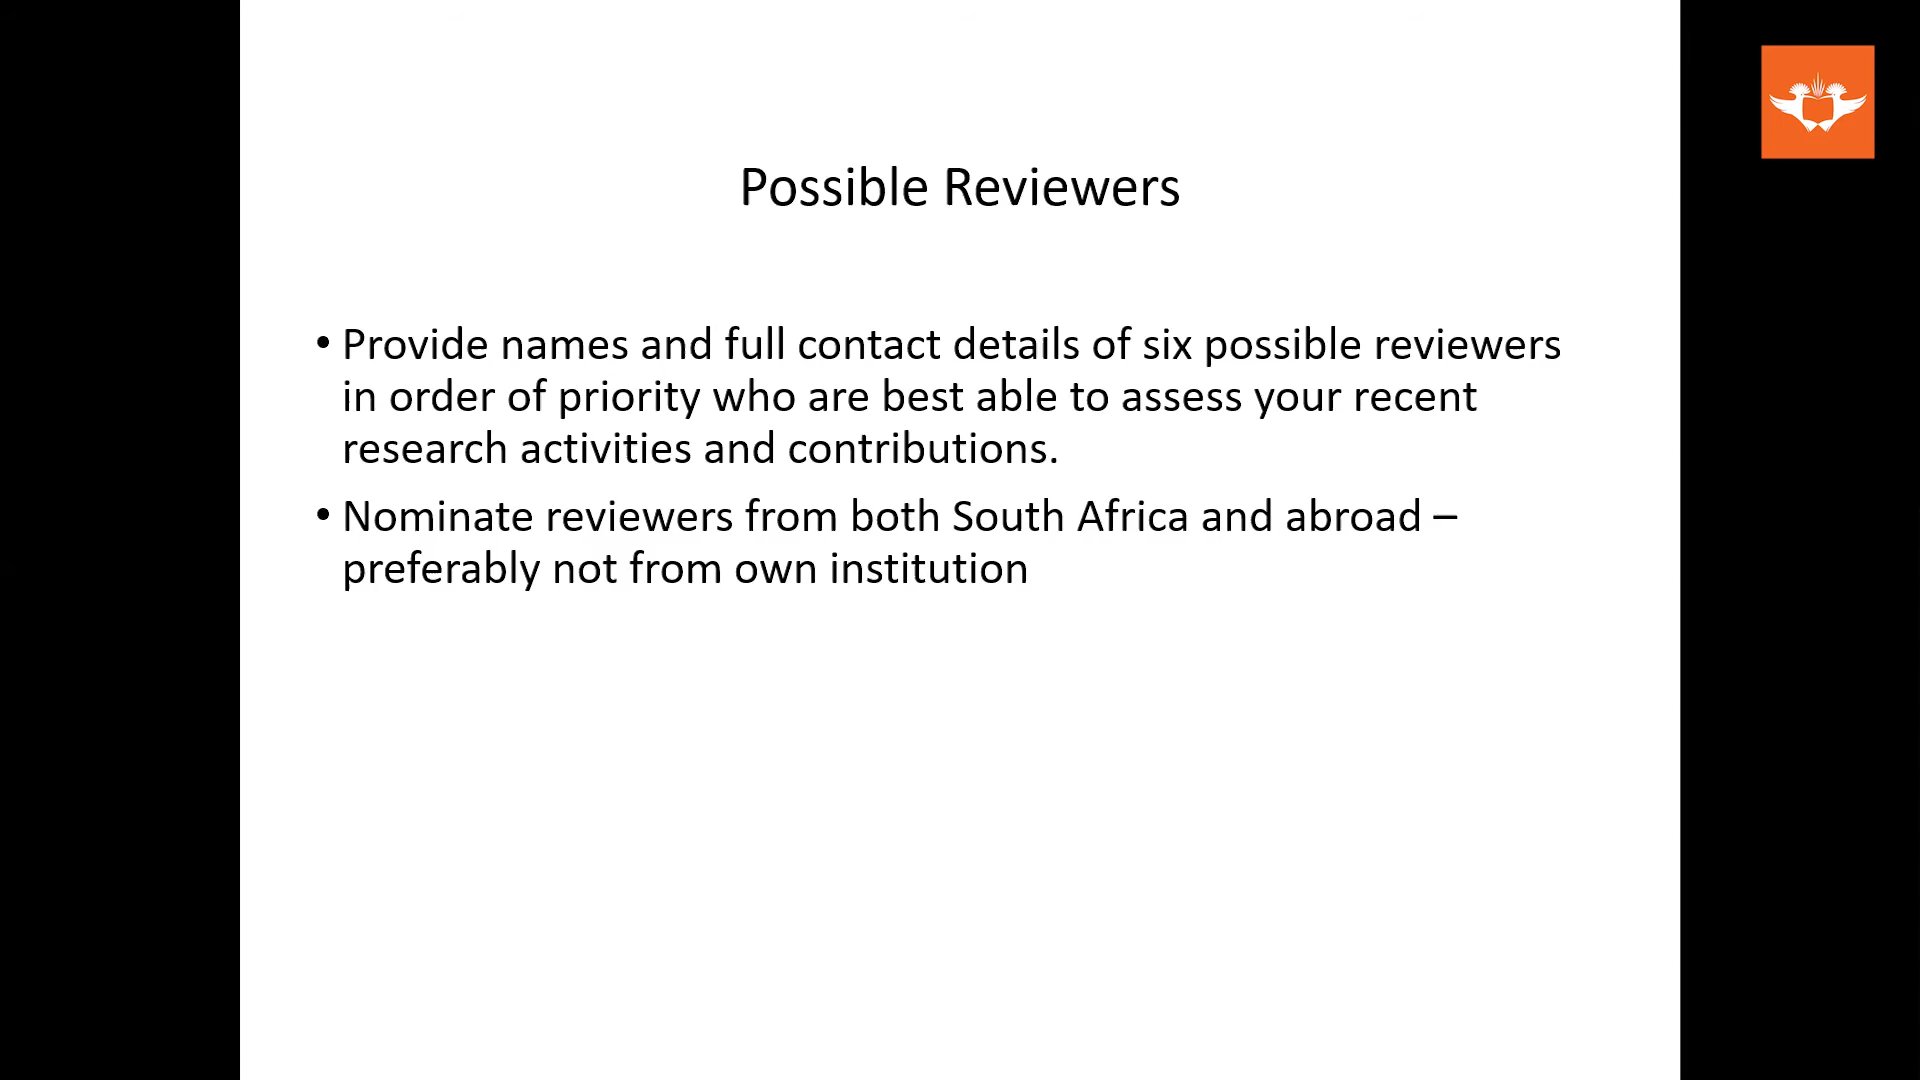 Possible Reviewers
• Provide names and full contact details of six possible reviewers
in order of priority who are best able to assess your recent
research activities and contributions.
• Nominate reviewers from both South Africa and abroad –
preferably not from own institution